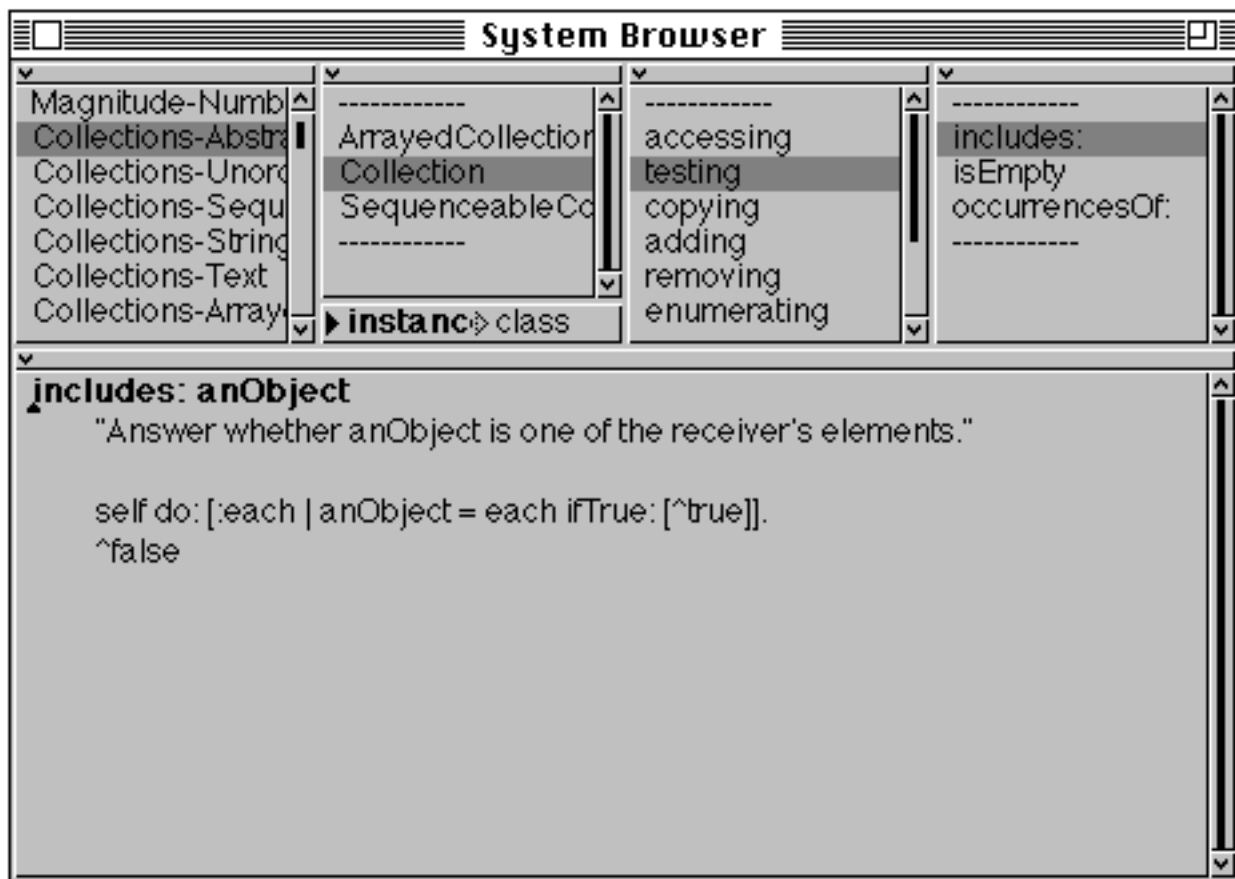 System Browser
Magnitude-Numb
Collections-Abstra
Collections-Unord
Collections-Sequ
Collections-String
Collections-Text
Collections-Array
------------
ArrayedCollection
Collection
SequenceableCo
------------
instanc class
------------
accessing
testing
copying
adding
removing
enumerating
------------
includes:
isEmpty
occurrencesOf:
------------
includes: anObject
"Answer whether anObject is one of the receiver's elements."
self do: [:each | anObject = each ifTrue: [^true]].
^false